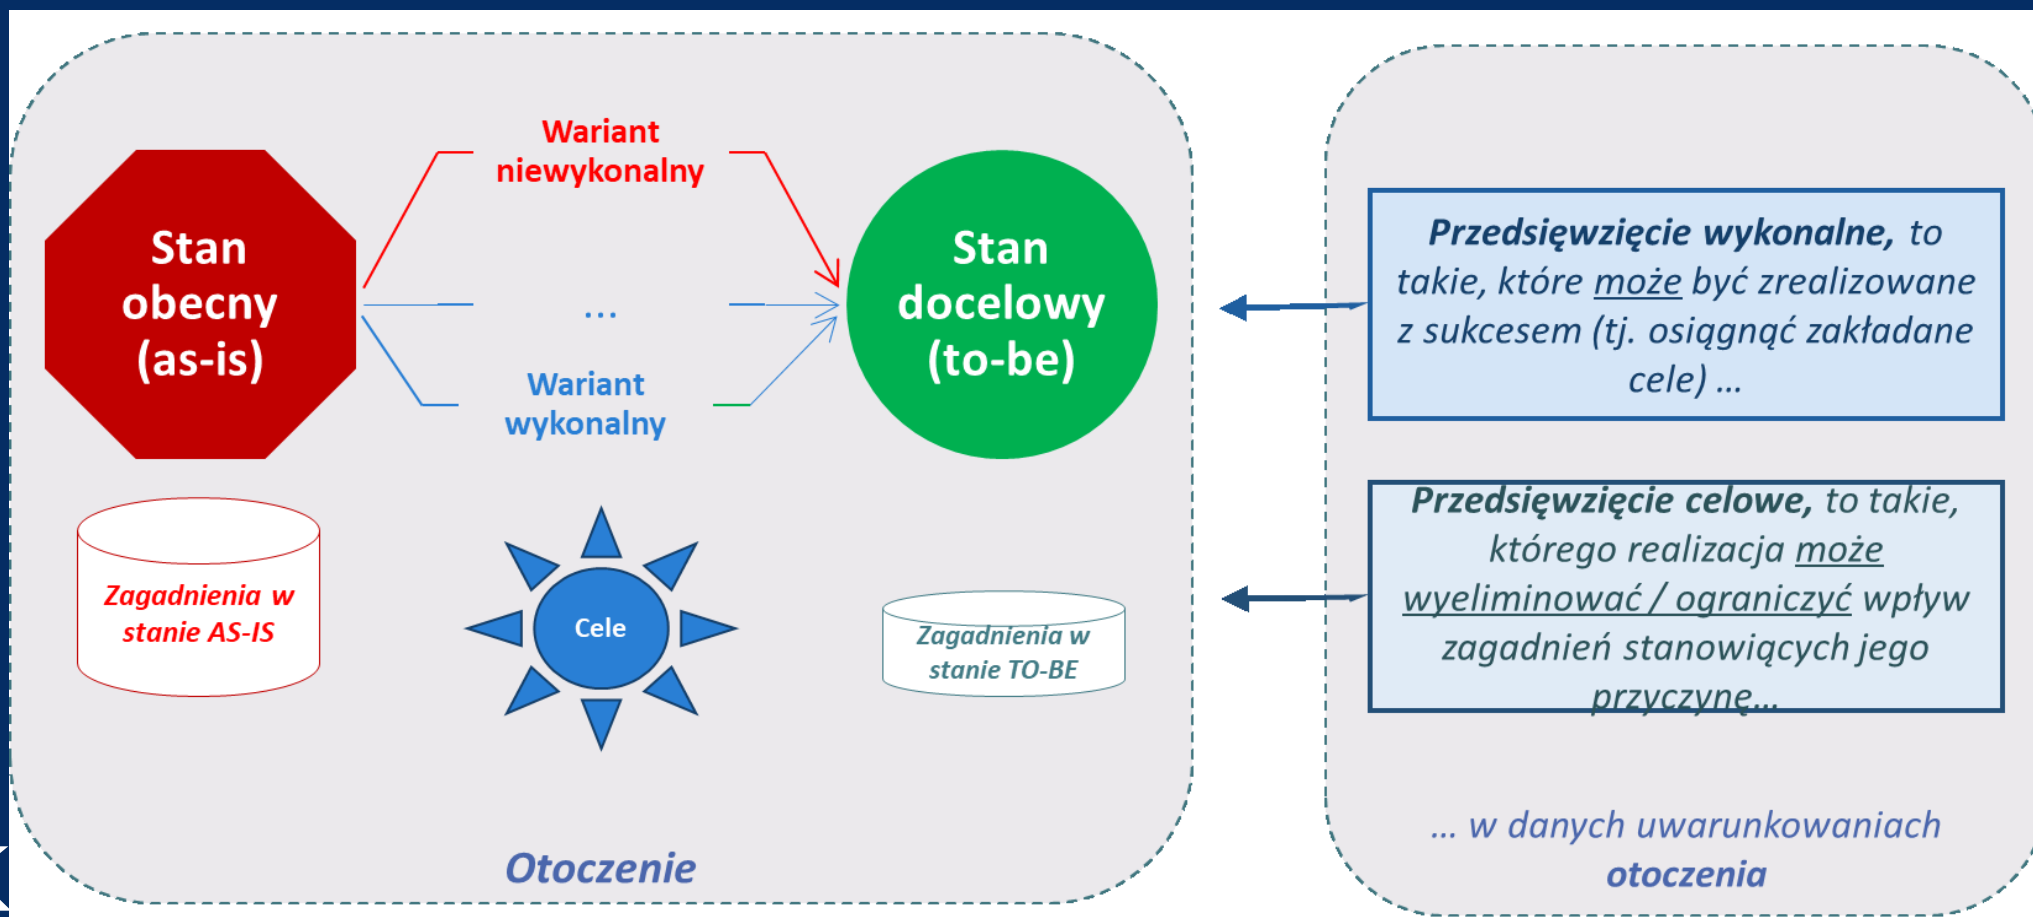 Wariant
niewykonalny
Stan
obecny
(as-is)
...
Wariant
wykonalny
Stan
docelowy
(to-be)
Zagadnienia w
stanie AS-IS
Cele
Zagadnienia w
stanie TO-BE
Otoczenie
Przedsięwzięcie wykonalne, to
takie, które może być zrealizowane
z sukcesem (tj. osiągnąć zakładane
cele) ...
Przedsięwzięcie celowe, to takie,
którego realizacja może
wyeliminować / ograniczyć wpływ
zagadnień stanowiących jego
przyczynę...
... w danych uwarunkowaniach
otoczenia